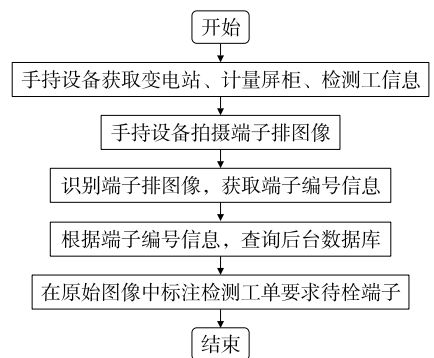 开始
手持设备获取变电站、计量屏柜、检测工信息
手持设备拍摄端子排图像
识别端子排图像，获取端子编号信息
根据端子编号信息，查询后台数据库
在原始图像中标注检测工单要求待栓端子
结束